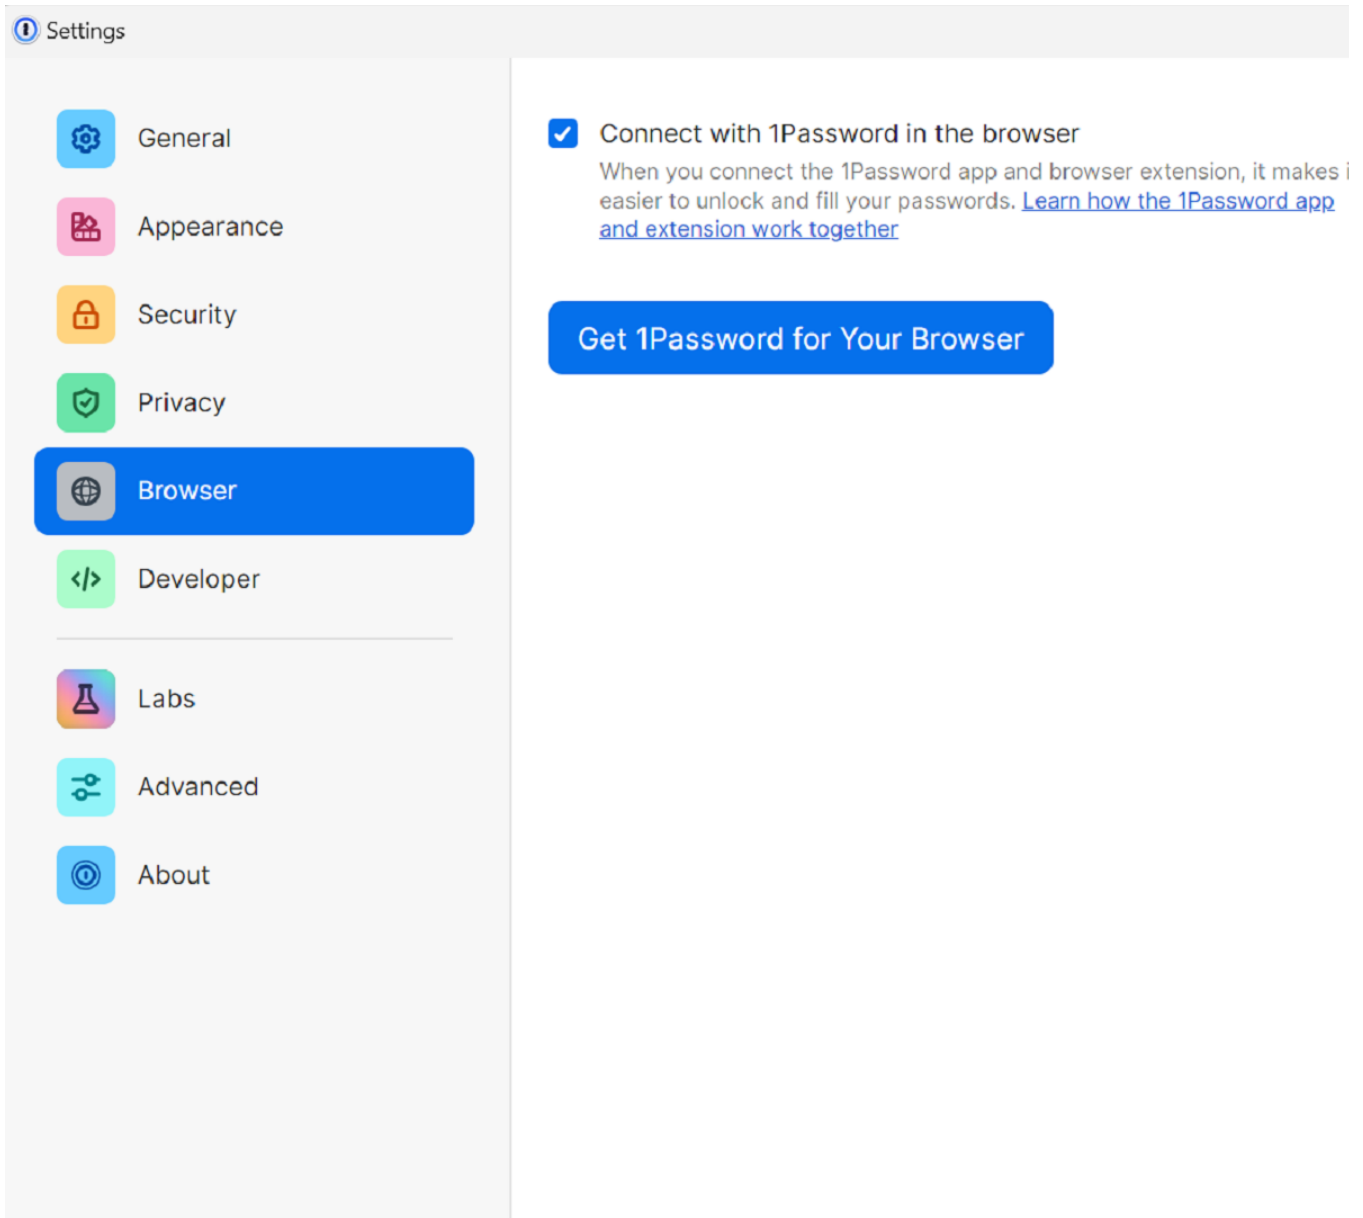 Settings
General
Appearance
Security
Privacy
Browser
Developer
Labs
Advanced
About
Connect with 1Password in the browser
When you connect the 1Password app and browser extension, it makes
easier to unlock and fill your passwords. Learn how the 1Password app
and extension work together
Get 1Password for Your Browser